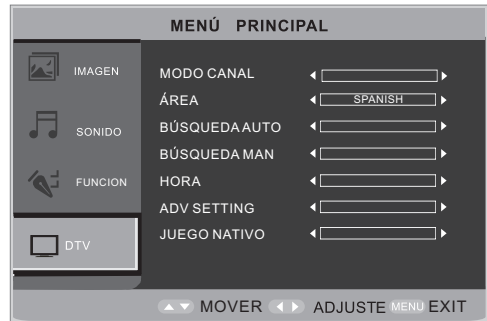 MENÚ PRINCIPAL
IMAGEN
SONIDO
FUNCION
DTV
MODO CANAL
ÁREA SPANISH
BÚSQUEDA AUTO
BÚSQUEDA MAN
HORA
ADV SETTING
JUEGO NATIVO
MOVER ADJUSTE MENU EXIT